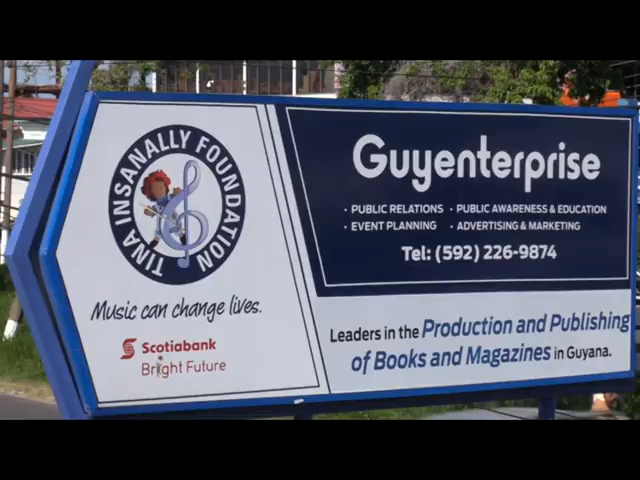 TINA INSANALLY FOUNDATION
Music can change lives.
Scotiabank
Bright Future
Guyenterprise
· PUBLIC RELATIONS · PUBLIC AWARENESS & EDUCATION
· EVENT PLANNING · ADVERTISING & MARKETING
Tel: (592) 226-9874
Leaders in the Production and Publishing
of Books and Magazines in Guyana.